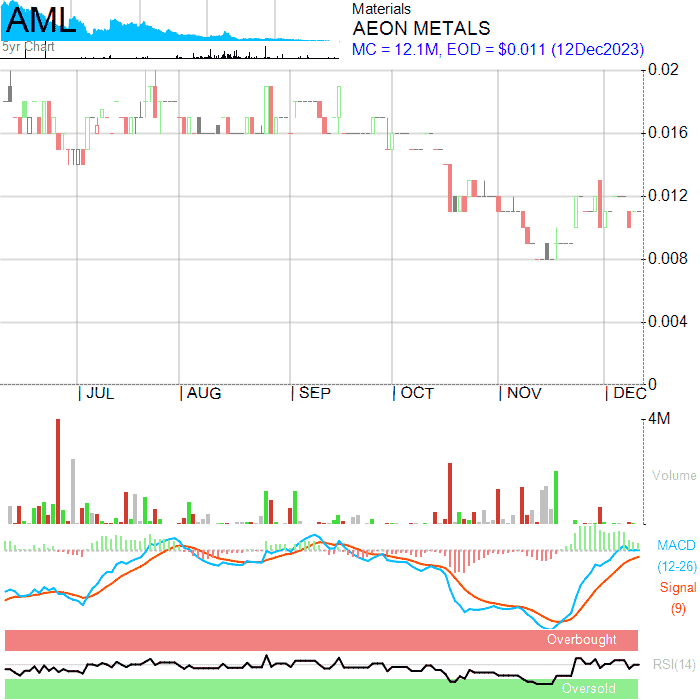 AML
5yr Chart
Materials
AEON METALS
MC = 12.1M, EOD = $0.011 (12Dec2023)
0.02
0.016
0.012
0.008
0.004
0
JUL AUG SEP OCT NOV DEC
4M
Volume
MACD
(12-26)
Signal
(9)
Overbought
RSI(14)
Oversold